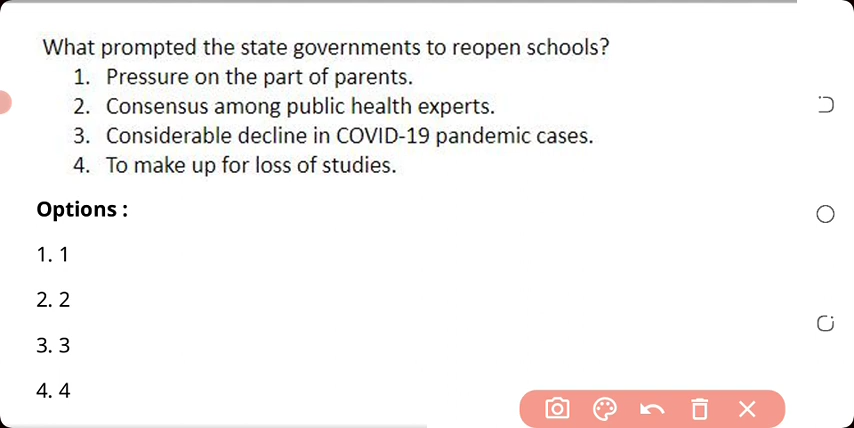 What prompted the state governments to reopen schools?
1. Pressure on the part of parents.
2. Consensus among public health experts.
3. Considerable decline in COVID-19 pandemic cases.
4. To make up for loss of studies.
Options :
1. 1
2. 2
3. 3
4. 4